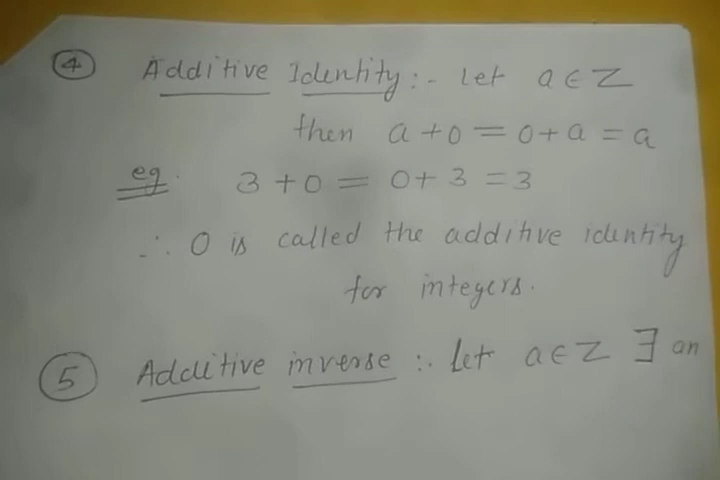 ④ Additive Identity :- Let a ∈ Z
then a + 0 = 0 + a = a
eg. 3 + 0 = 0 + 3 = 3
∴ 0 is called the additive identity
for integers.
⑤ Additive inverse :- Let a ∈ Z ∃ an